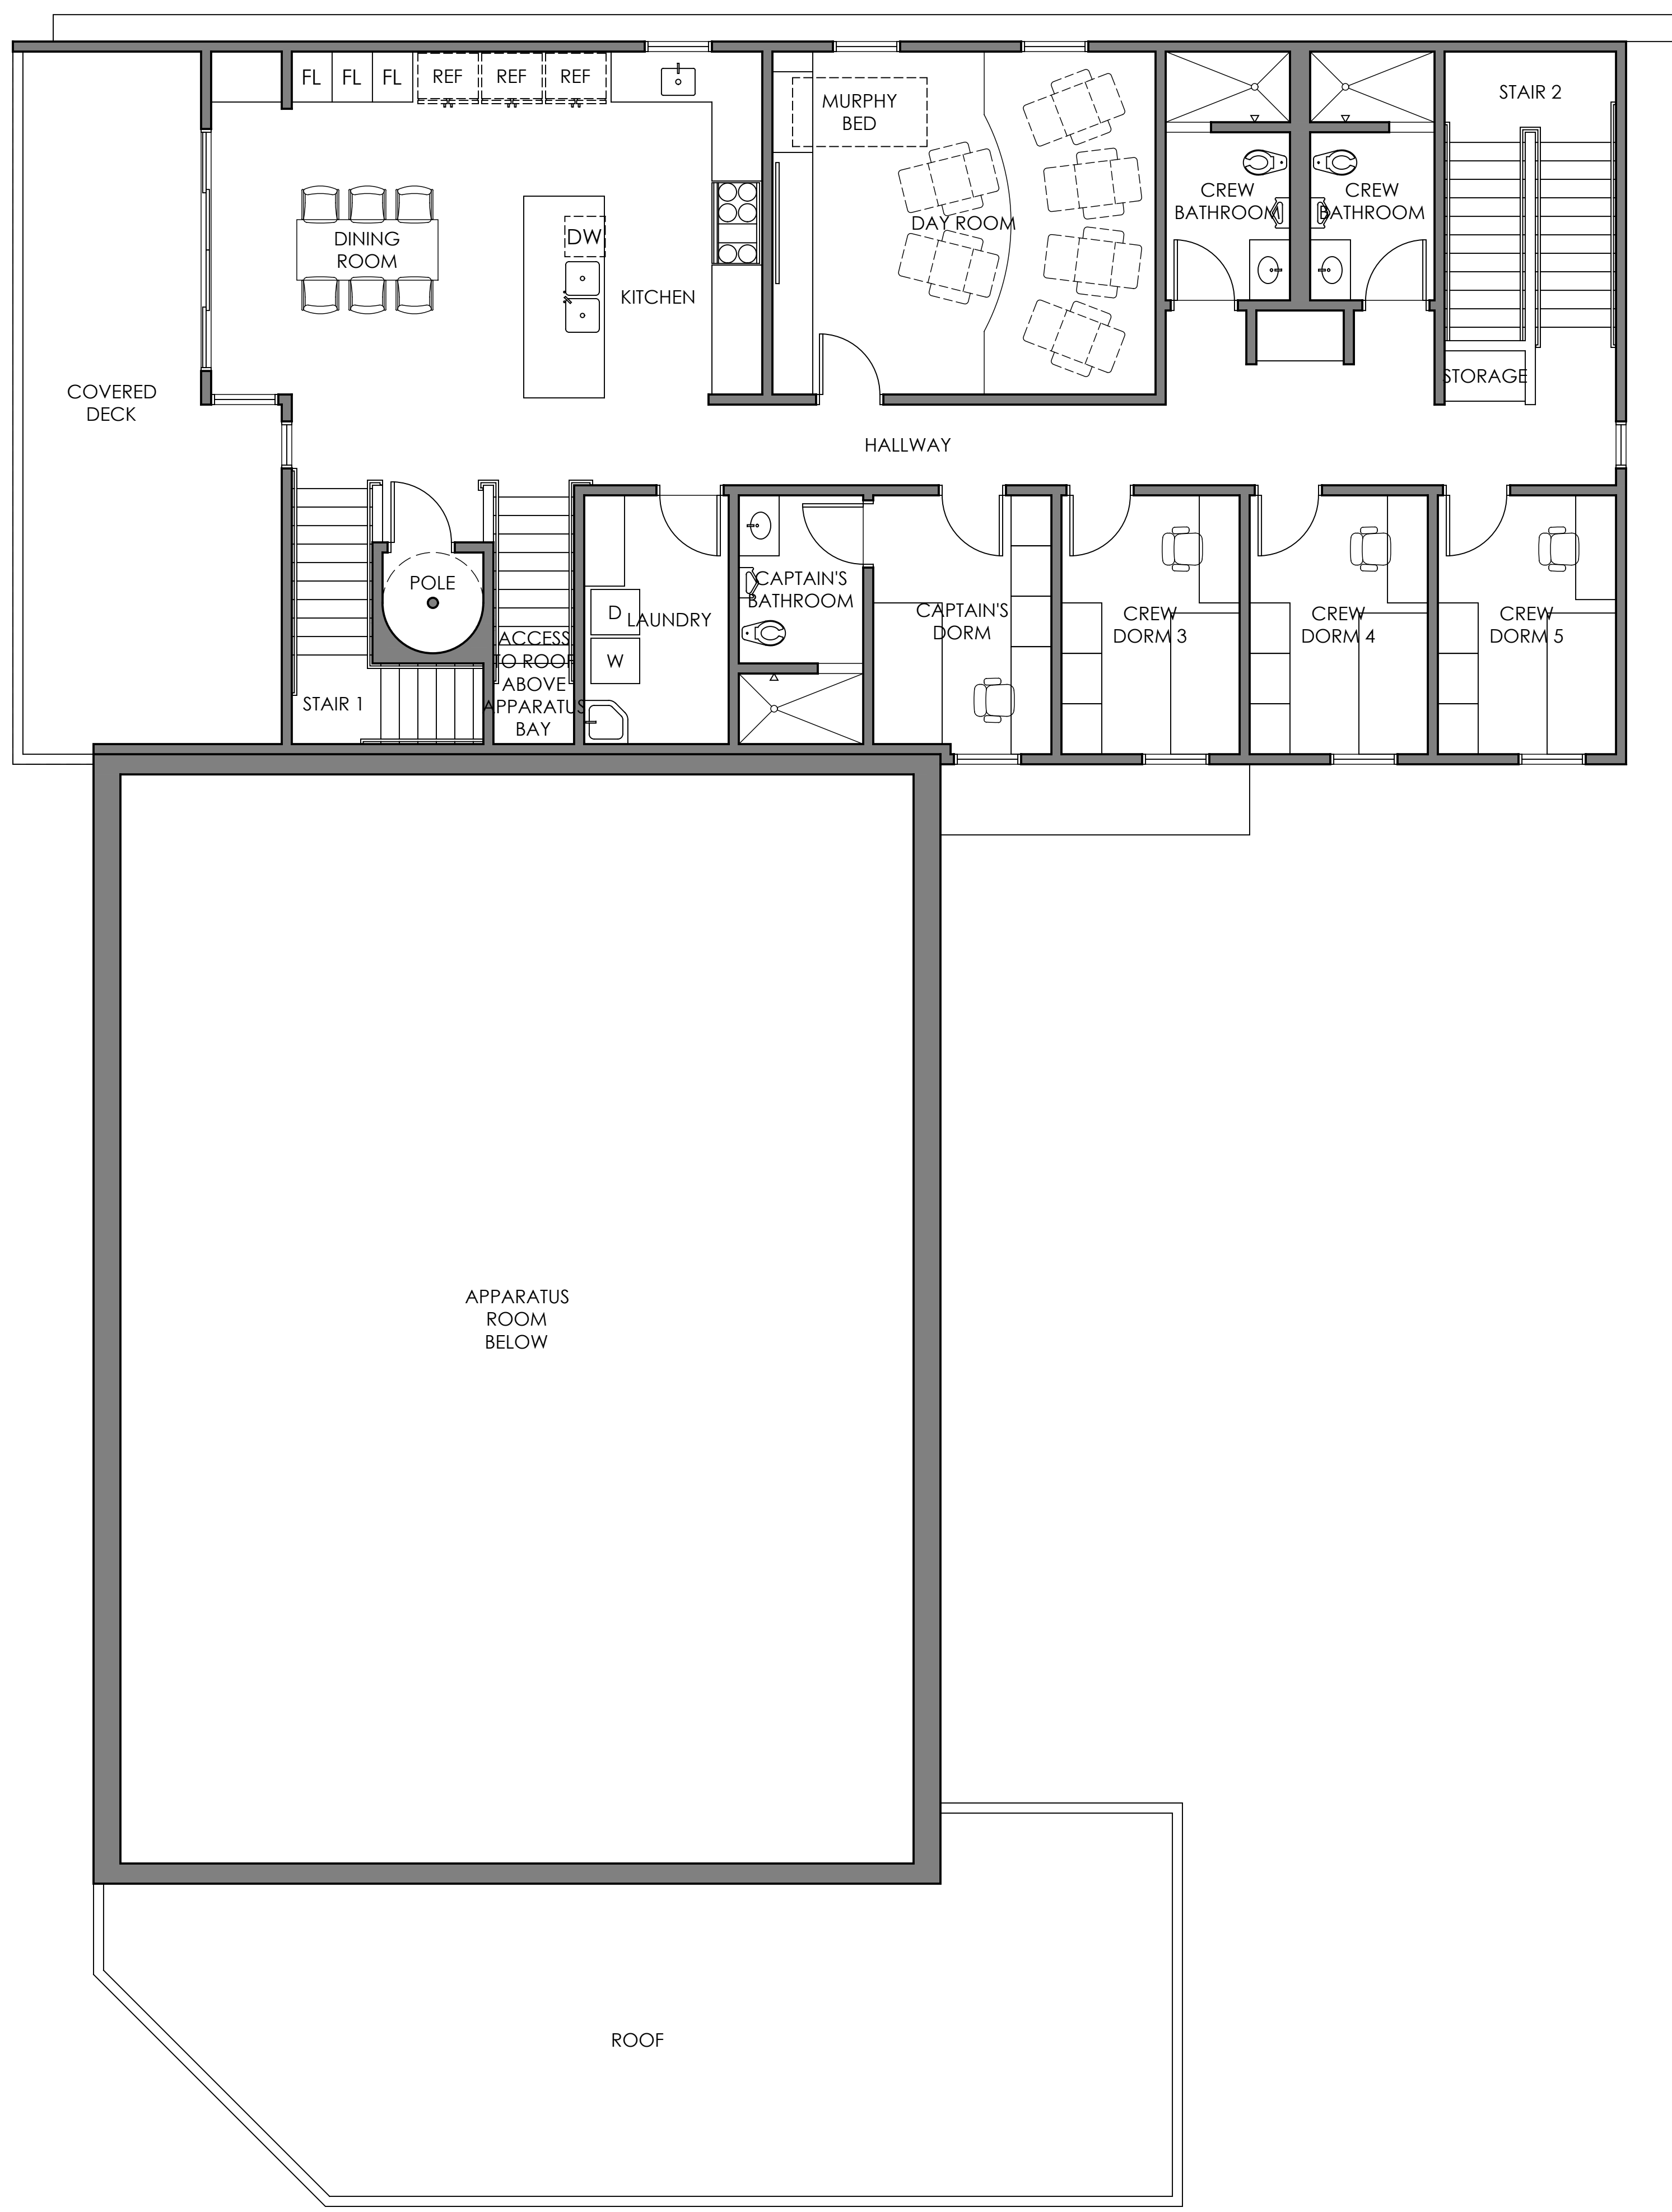 FL FL FL REF REF REF
MURPHY
BED
STAIR 2
CREW
BATHROOM
CREW
BATHROOM
DINING
ROOM
DW
DAY ROOM
KITCHEN
COVERED
DECK
STORAGE
HALLWAY
POLE
STAIR 1
ACCESS
TO ROOF
ABOVE
APPARATUS
BAY
D
LAUNDRY
W
CAPTAIN'S
BATHROOM
CAPTAIN'S
DORM
CREW
DORM 3
CREW
DORM 4
CREW
DORM 5
APPARATUS
ROOM
BELOW
ROOF